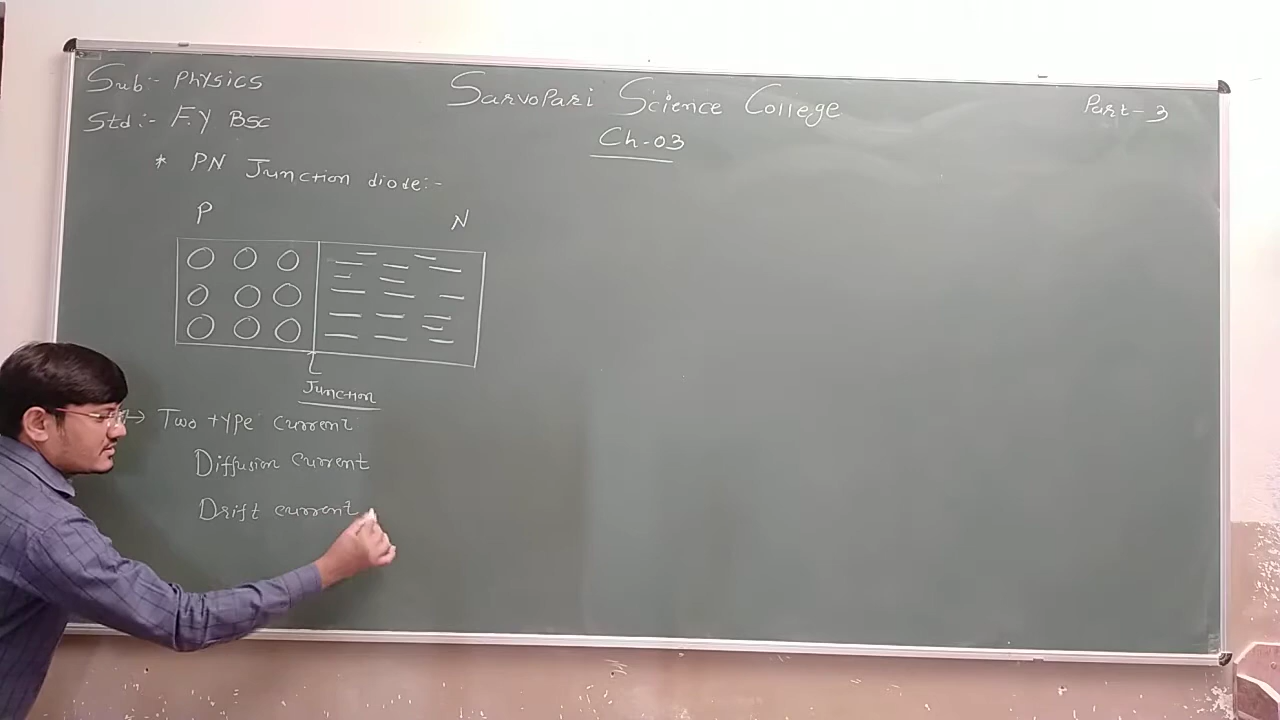 Sub:- Physics
Sarvopari Science College
Part-3
Std:- F.Y BSC
Ch-03
* PN Junction diode:-
P
N
Junction
→ Two type current
Diffusion current
Drift current